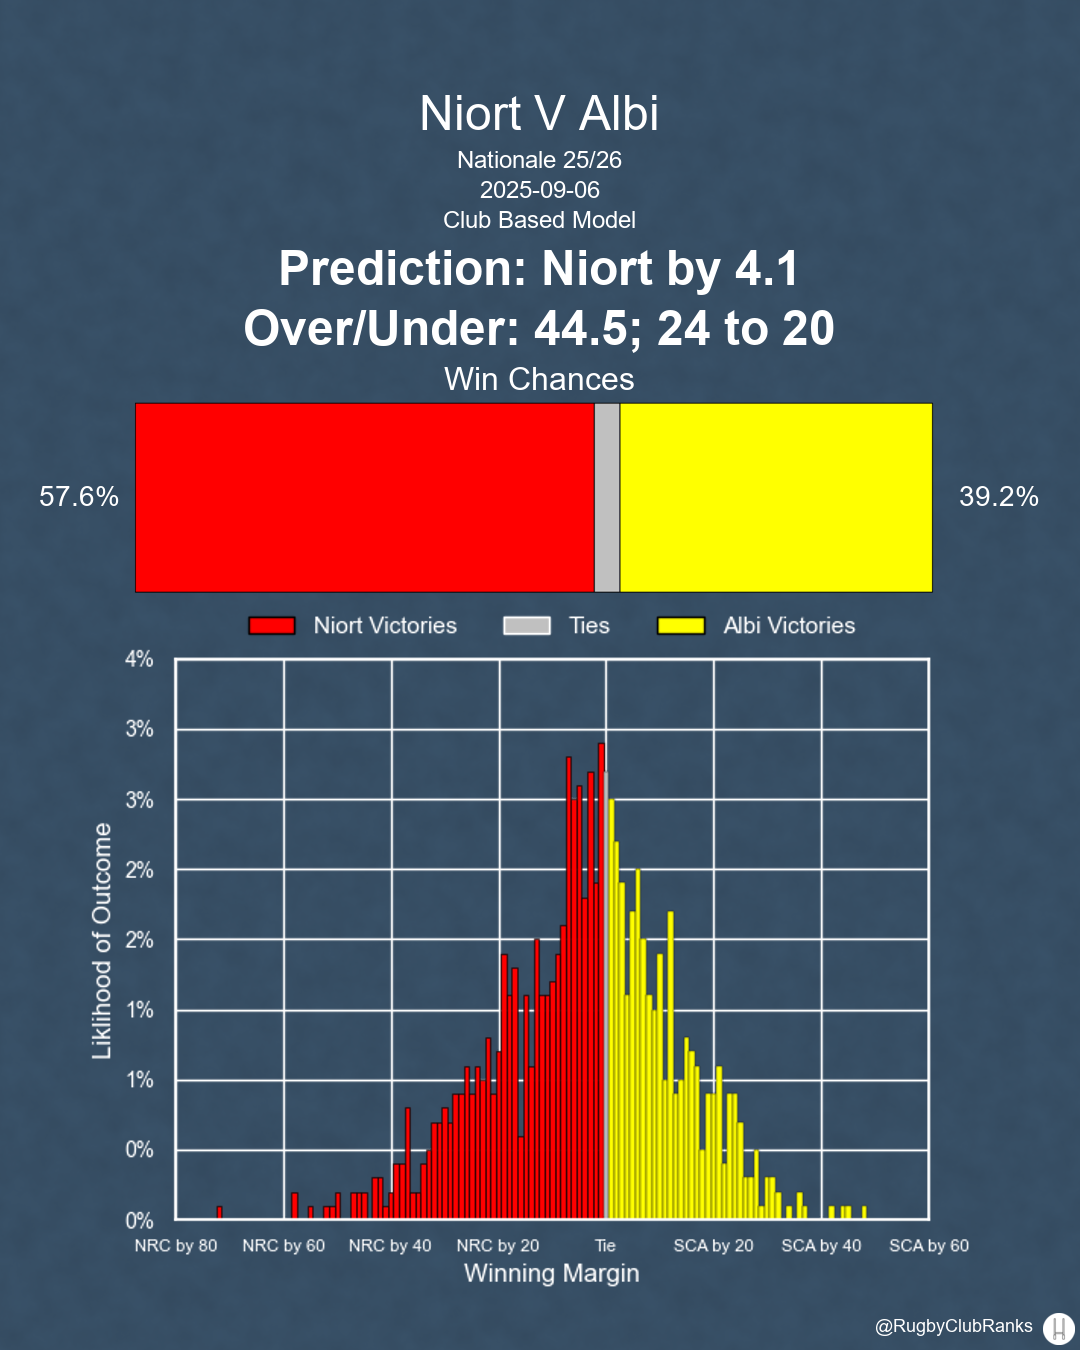 Niort V Albi
Nationale 25/26
2025-09-06
Club Based Model
Prediction: Niort by 4.1
Over/Under: 44.5; 24 to 20
Win Chances
57.6%
39.2%
Niort Victories
Ties
Albi Victories
4%
3%
3%
2%
2%
1%
1%
0%
0%
Liklihood of Outcome
NRC by 80
NRC by 60
NRC by 40
NRC by 20
Tie
SCA by 20
SCA by 40
SCA by 60
Winning Margin
@RugbyClubRanks